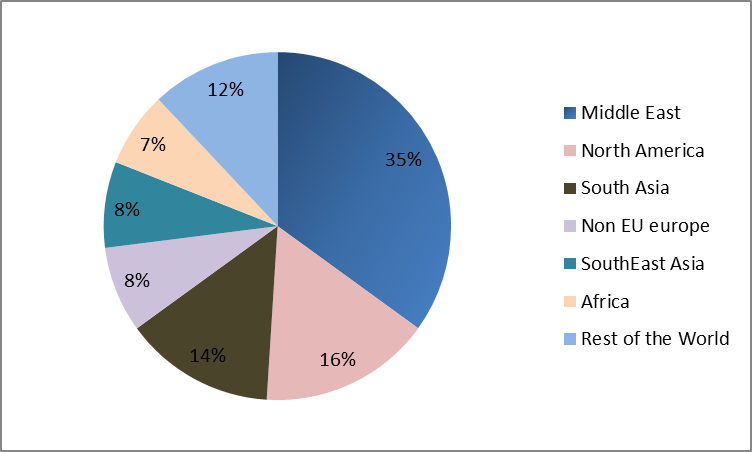 12%
7%
35%
8%
8%
14%
16%
Middle East
North America
South Asia
Non EU europe
SouthEast Asia
Africa
Rest of the World